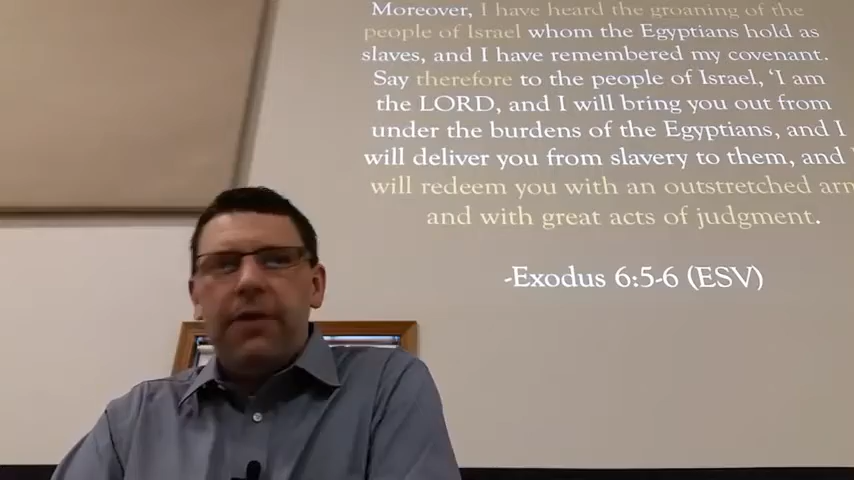 Moreover, I have heard the groaning of the
people of Israel whom the Egyptians hold as
slaves, and I have remembered my covenant.
Say therefore to the people of Israel, ‘I am
the LORD, and I will bring you out from
under the burdens of the Egyptians, and I
will deliver you from slavery to them, and
will redeem you with an outstretched arm
and with great acts of judgment.
-Exodus 6:5-6 (ESV)